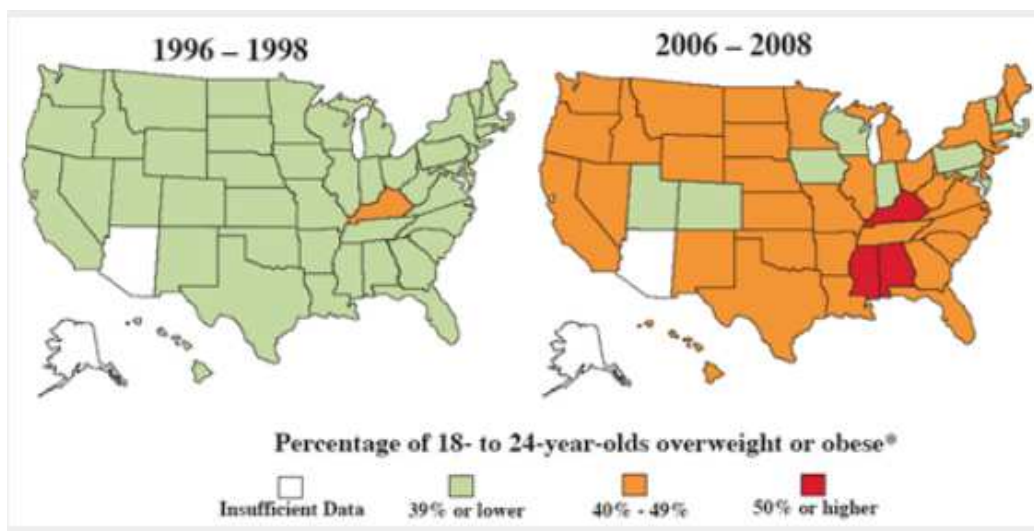 1996 – 1998
2006 – 2008
Percentage of 18- to 24-year-olds overweight or obese*
Insufficient Data
39% or lower
40% - 49%
50% or higher